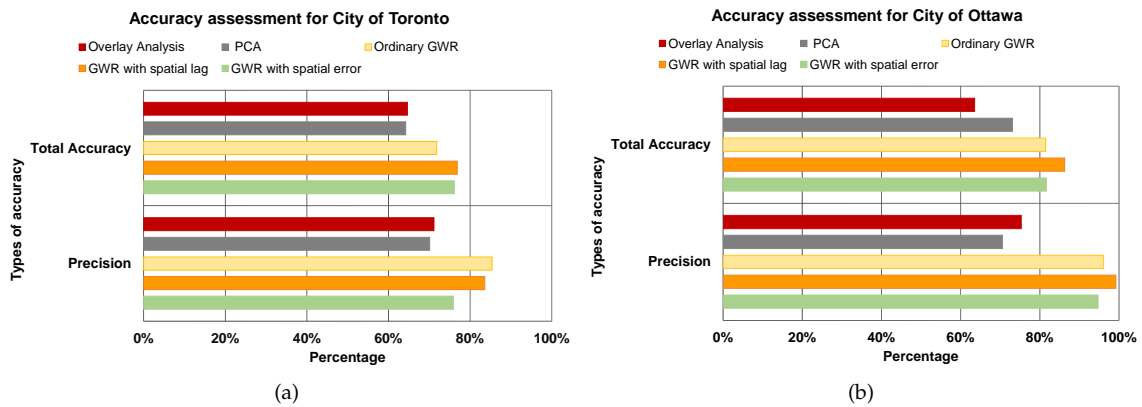 Accuracy assessment for City of Toronto
Overlay Analysis PCA Ordinary GWR
GWR with spatial lag GWR with spatial error
Types of accuracy
Total Accuracy
Precision
0% 20% 40% 60% 80% 100%
Percentage
(a)
Accuracy assessment for City of Ottawa
Overlay Analysis PCA Ordinary GWR
GWR with spatial lag GWR with spatial error
Types of accuracy
Total Accuracy
Precision
0% 20% 40% 60% 80% 100%
Percentage
(b)